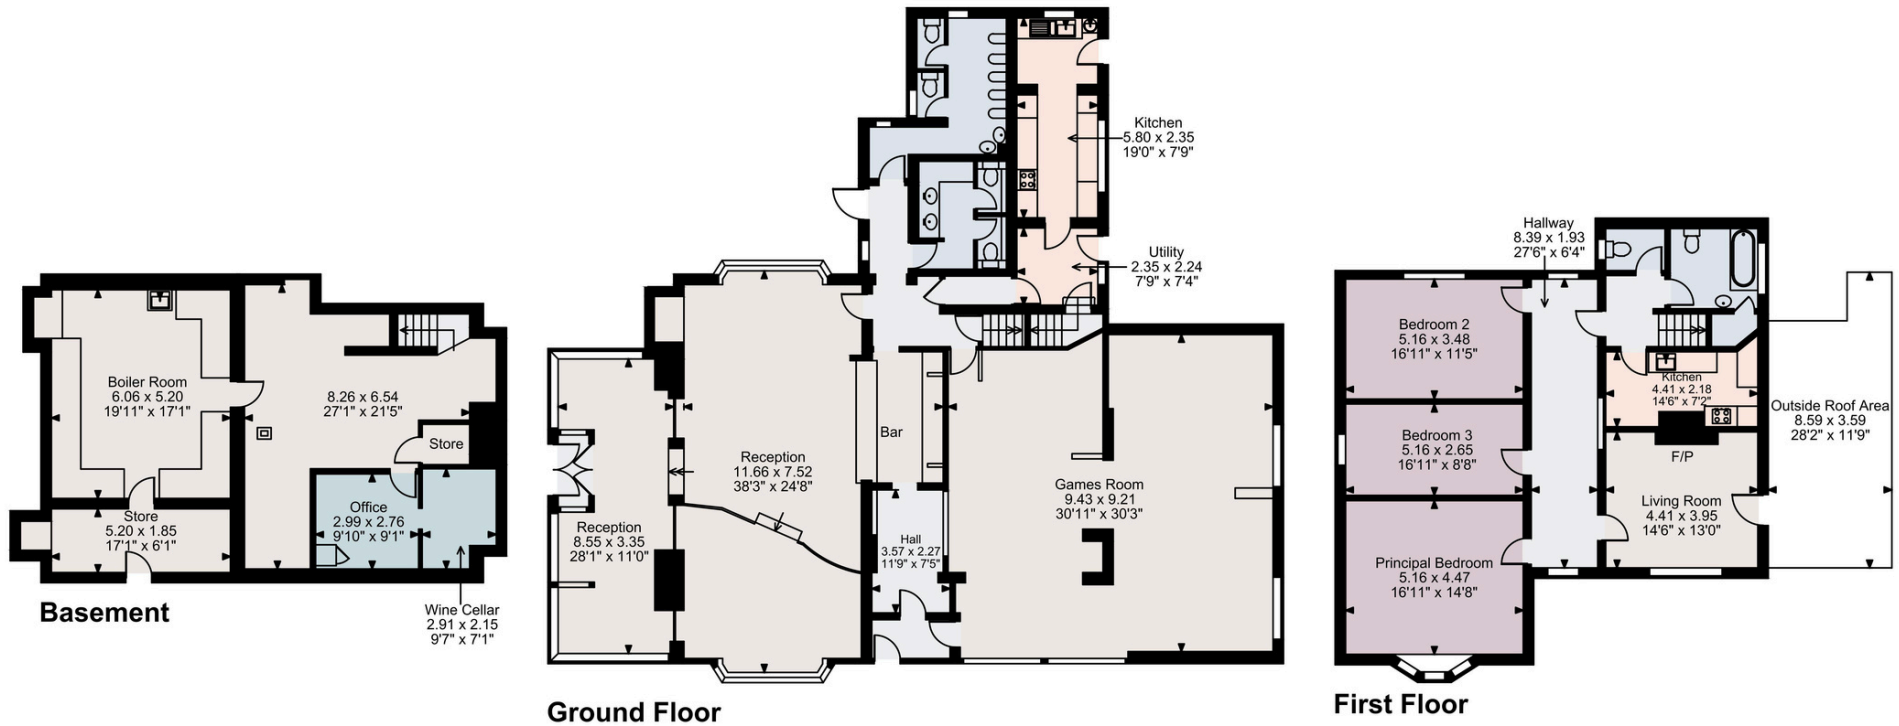 Boiler Room
6.06 x 5.20
19'11" x 17'1"
8.26 x 6.54
27'1" x 21'5"
Store
Store
5.20 x 1.85
17'1" x 6'1"
Office
2.99 x 2.76
9'10" x 9'1"
Wine Cellar
2.91 x 2.15
9'7" x 7'1"
Basement
Kitchen
5.80 x 2.35
19'0" x 7'9"
Utility
2.35 x 2.24
7'9" x 7'4"
Bar
Reception
11.66 x 7.52
38'3" x 24'8"
Reception
8.55 x 3.35
28'1" x 11'0"
Hall
3.57 x 2.27
11'9" x 7'5"
Games Room
9.43 x 9.21
30'11" x 30'3"
Ground Floor
Hallway
8.39 x 1.93
27'6" x 6'4"
Bedroom 2
5.16 x 3.48
16'11" x 11'5"
Kitchen
4.41 x 2.18
14'6" x 7'2"
Outside Roof Area
8.59 x 3.59
28'2" x 11'9"
Bedroom 3
5.16 x 2.65
16'11" x 8'8"
F/P
Living Room
4.41 x 3.95
14'6" x 13'0"
Principal Bedroom
5.16 x 4.47
16'11" x 14'8"
First Floor